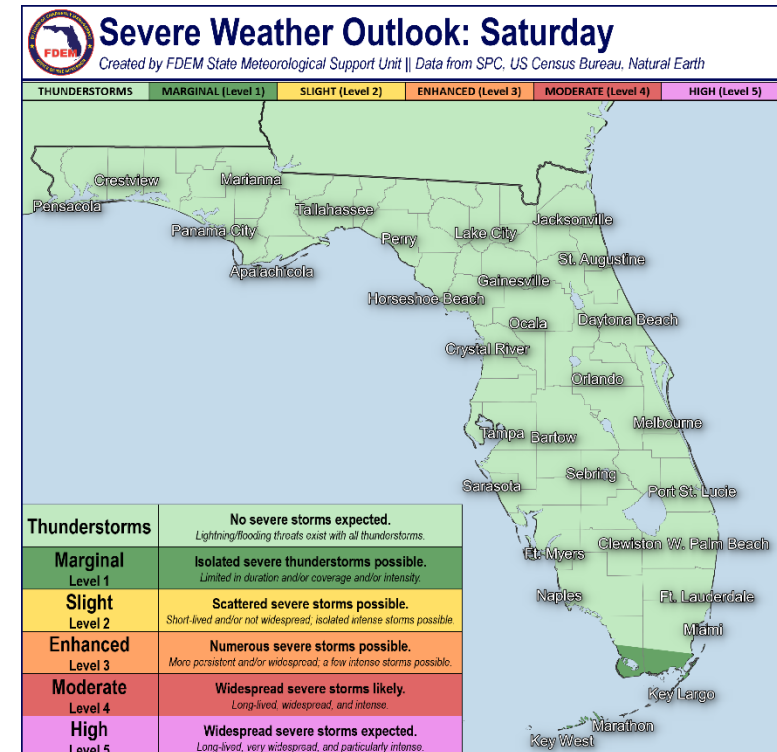 FDEM
Severe Weather Outlook: Saturday
Created by FDEM State Meteorological Support Unit || Data from SPC, US Census Bureau, Natural Earth
THUNDERSTORMS MARGINAL (Level 1) SLIGHT (Level 2) ENHANCED (Level 3) MODERATE (Level 4) HIGH (Level 5)
Crestview
Marianna
Pensacola
Tallahassee
Jacksonville
Panama City
Perry
Lake City
St. Augustine
Apalachicola
Gainesville
Horseshoe Beach
Ocala
Daytona Beach
Crystal River
Orlando
Melbourne
Tampa
Bartow
Sebring
Sarasota
Port St. Lucie
Ft. Myers
Clewiston
W. Palm Beach
Naples
Ft. Lauderdale
Miami
Key Largo
Marathon
Key West
Thunderstorms
No severe storms expected.
Lightning/flooding threats exist with all thunderstorms.
Marginal
Level 1
Isolated severe thunderstorms possible.
Limited in duration and/or coverage and/or intensity.
Slight
Level 2
Scattered severe storms possible.
Short-lived and/or not widespread; isolated intense storms possible.
Enhanced
Level 3
Numerous severe storms possible.
More persistent and/or widespread; a few intense storms possible.
Moderate
Level 4
Widespread severe storms likely.
Long-lived, widespread, and intense.
High
Level 5
Widespread severe storms expected.
Long-lived, very widespread, and particularly intense.